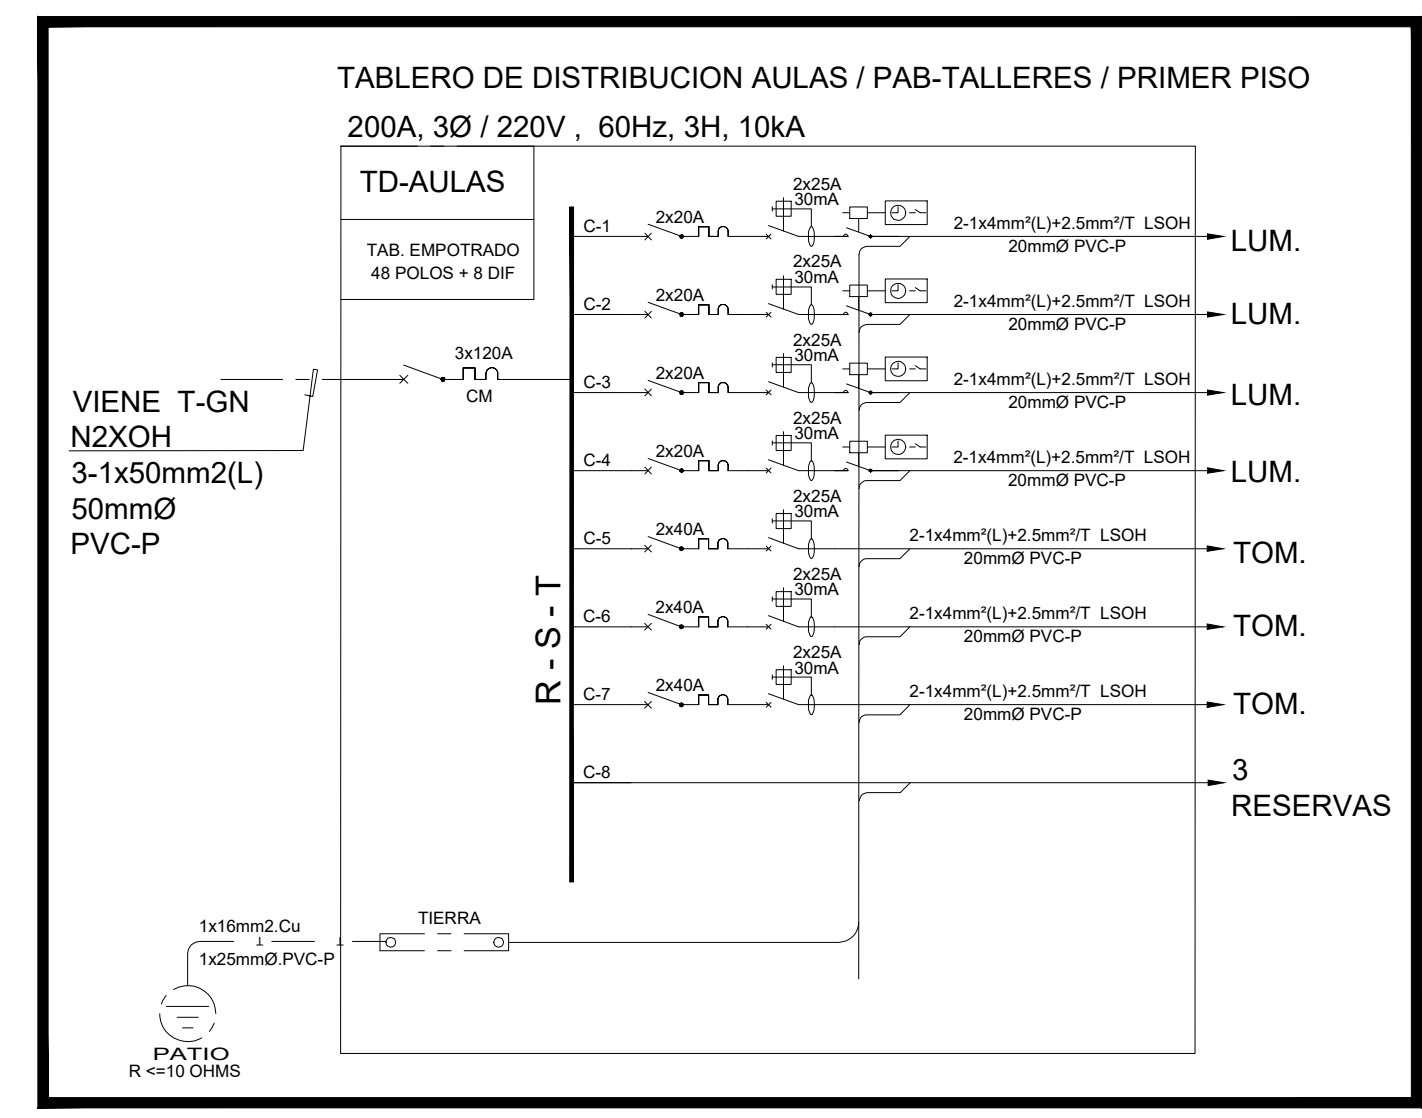 TABLERO DE DISTRIBUCION AULAS / PAB-TALLERES / PRIMER PISO
200A, 3Ø / 220V , 60Hz, 3H, 10kA
TD-AULAS
TAB. EMPOTRADO
48 POLOS + 8 DIF
VIENE T-GN
N2XOH
3-1x50mm2(L)
50mmØ
PVC-P
3x120A
CM
R - S - T
C-1
2x20A
2x25A
30mA
2-1x4mm²(L)+2.5mm²/T LSOH
20mmØ PVC-P
LUM.
C-2
2x20A
2x25A
30mA
2-1x4mm²(L)+2.5mm²/T LSOH
20mmØ PVC-P
LUM.
C-3
2x20A
2x25A
30mA
2-1x4mm²(L)+2.5mm²/T LSOH
20mmØ PVC-P
LUM.
C-4
2x20A
2x25A
30mA
2-1x4mm²(L)+2.5mm²/T LSOH
20mmØ PVC-P
LUM.
C-5
2x40A
2x25A
30mA
2-1x4mm²(L)+2.5mm²/T LSOH
20mmØ PVC-P
TOM.
C-6
2x40A
2x25A
30mA
2-1x4mm²(L)+2.5mm²/T LSOH
20mmØ PVC-P
TOM.
C-7
2x40A
2x25A
30mA
2-1x4mm²(L)+2.5mm²/T LSOH
20mmØ PVC-P
TOM.
C-8
3
RESERVAS
TIERRA
1x16mm2.Cu
1x25mmØ.PVC-P
PATIO
R <=10 OHMS